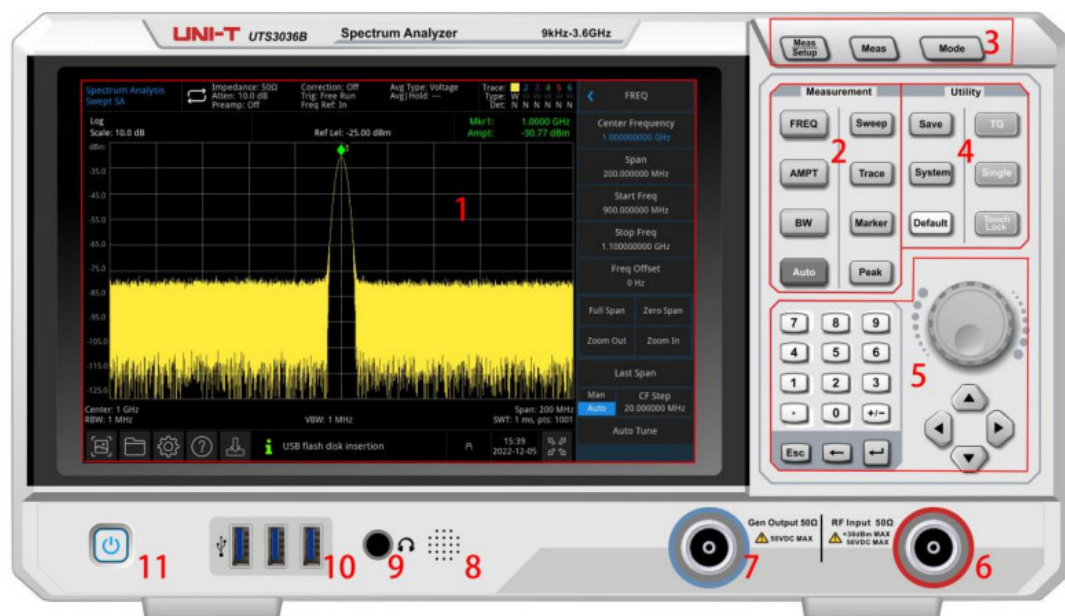 UNI-T UTS3036B Spectrum Analyzer 9kHz-3.6GHz
Meas Setup Meas Mode 3
Spectrum Analysis
Swept SA
Impedance: 50Ω
Atten: 10.0 dB
Preamp: Off
Correction: Off
Trig: Free Run
Freq Ref: In
Avg Type: Voltage
Avg|Hold: ---
Trace: 2 3 4 5 6
Type: W W W W W W
Det: N N N N N N
Log
Scale: 10.0 dB
Ref Lel: -25.00 dBm
Mkr1: 1.0000 GHz
Ampt: -30.77 dBm
dBm
1
-35.0
-45.0
-55.0
-65.0
-75.0
-85.0
-95.0
-105.0
-115.0
-125.0
1
Center: 1 GHz
RBW: 1 MHz
VBW: 1 MHz
Span: 200 MHz
SWT: 1 ms, pts: 1001
USB flash disk insertion
15:39
2022-12-05
FREQ
Center Frequency
1.000000000 GHz
Span
200.000000 MHz
Start Freq
900.000000 MHz
Stop Freq
1.100000000 GHz
Freq Offset
0 Hz
Full Span Zero Span
Zoom Out Zoom In
Last Span
Man CF Step
Auto 20.000000 MHz
Auto Tune
Measurement
FREQ Sweep
2
AMPT Trace
BW Marker
Auto Peak
Utility
Save TG
4
System Single
Default Touch Lock
7 8 9
4 5 6
1 2 3
. 0 +/-
Esc
5
11
10
9
8
Gen Output 50Ω
50VDC MAX
7
RF Input 50Ω
+30dBm MAX
50VDC MAX
6